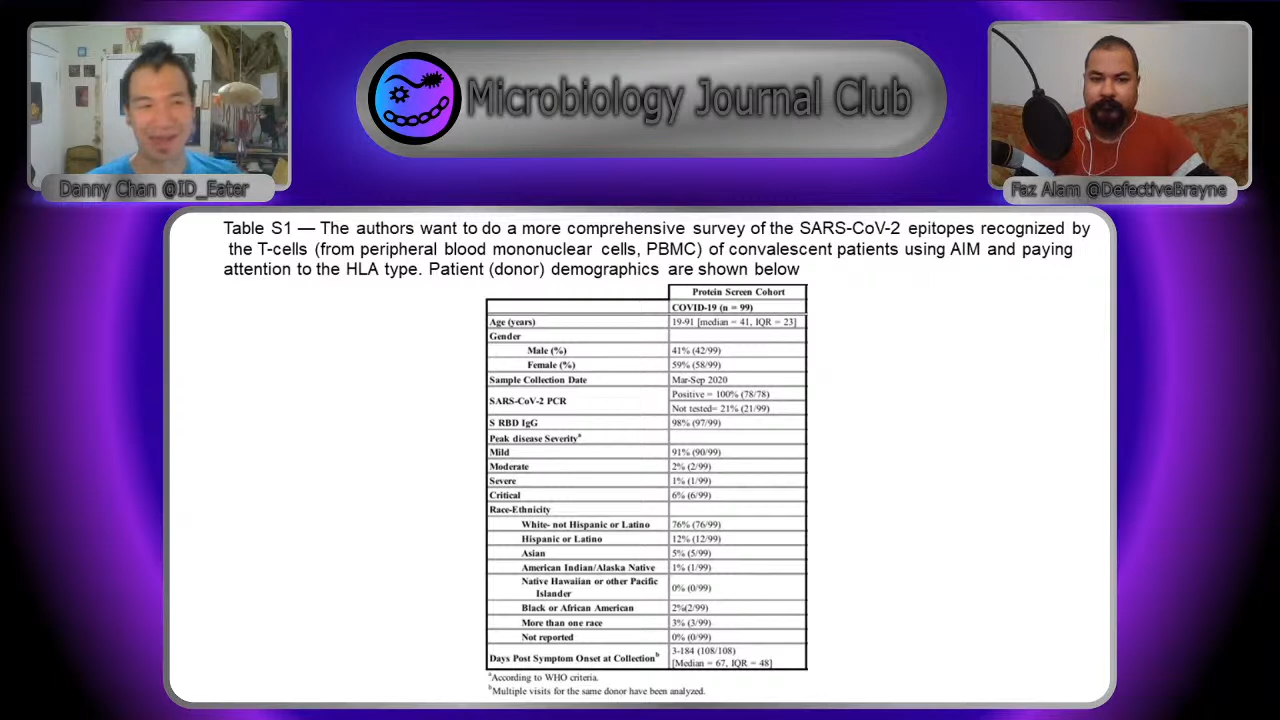 Microbiology Journal Club
Danny Chan @ID_Eater
Faz Alam @DefectiveBrayne
Table S1 — The authors want to do a more comprehensive survey of the SARS-CoV-2 epitopes recognized by
the T-cells (from peripheral blood mononuclear cells, PBMC) of convalescent patients using AIM and paying
attention to the HLA type. Patient (donor) demographics are shown below
Protein Screen Cohort
COVID-19 (n = 99)
Age (years) 19-91 [median = 41, IQR = 23]
Gender
Male (%) 41% (42/99)
Female (%) 59% (58/99)
Sample Collection Date Mar-Sep 2020
SARS-CoV-2 PCR Positive = 100% (78/78)
Not tested= 21% (21/99)
S RBD IgG 98% (97/99)
Peak disease Severityᵃ
Mild 91% (90/99)
Moderate 2% (2/99)
Severe 1% (1/99)
Critical 6% (6/99)
Race-Ethnicity
White- not Hispanic or Latino 76% (76/99)
Hispanic or Latino 12% (12/99)
Asian 5% (5/99)
American Indian/Alaska Native 1% (1/99)
Native Hawaiian or other Pacific
Islander 0% (0/99)
Black or African American 2%(2/99)
More than one race 3% (3/99)
Not reported 0% (0/99)
Days Post Symptom Onset at Collectionᵇ 3-184 (108/108)
[Median = 67, IQR = 48]
ᵃAccording to WHO criteria.
ᵇMultiple visits for the same donor have been analyzed.